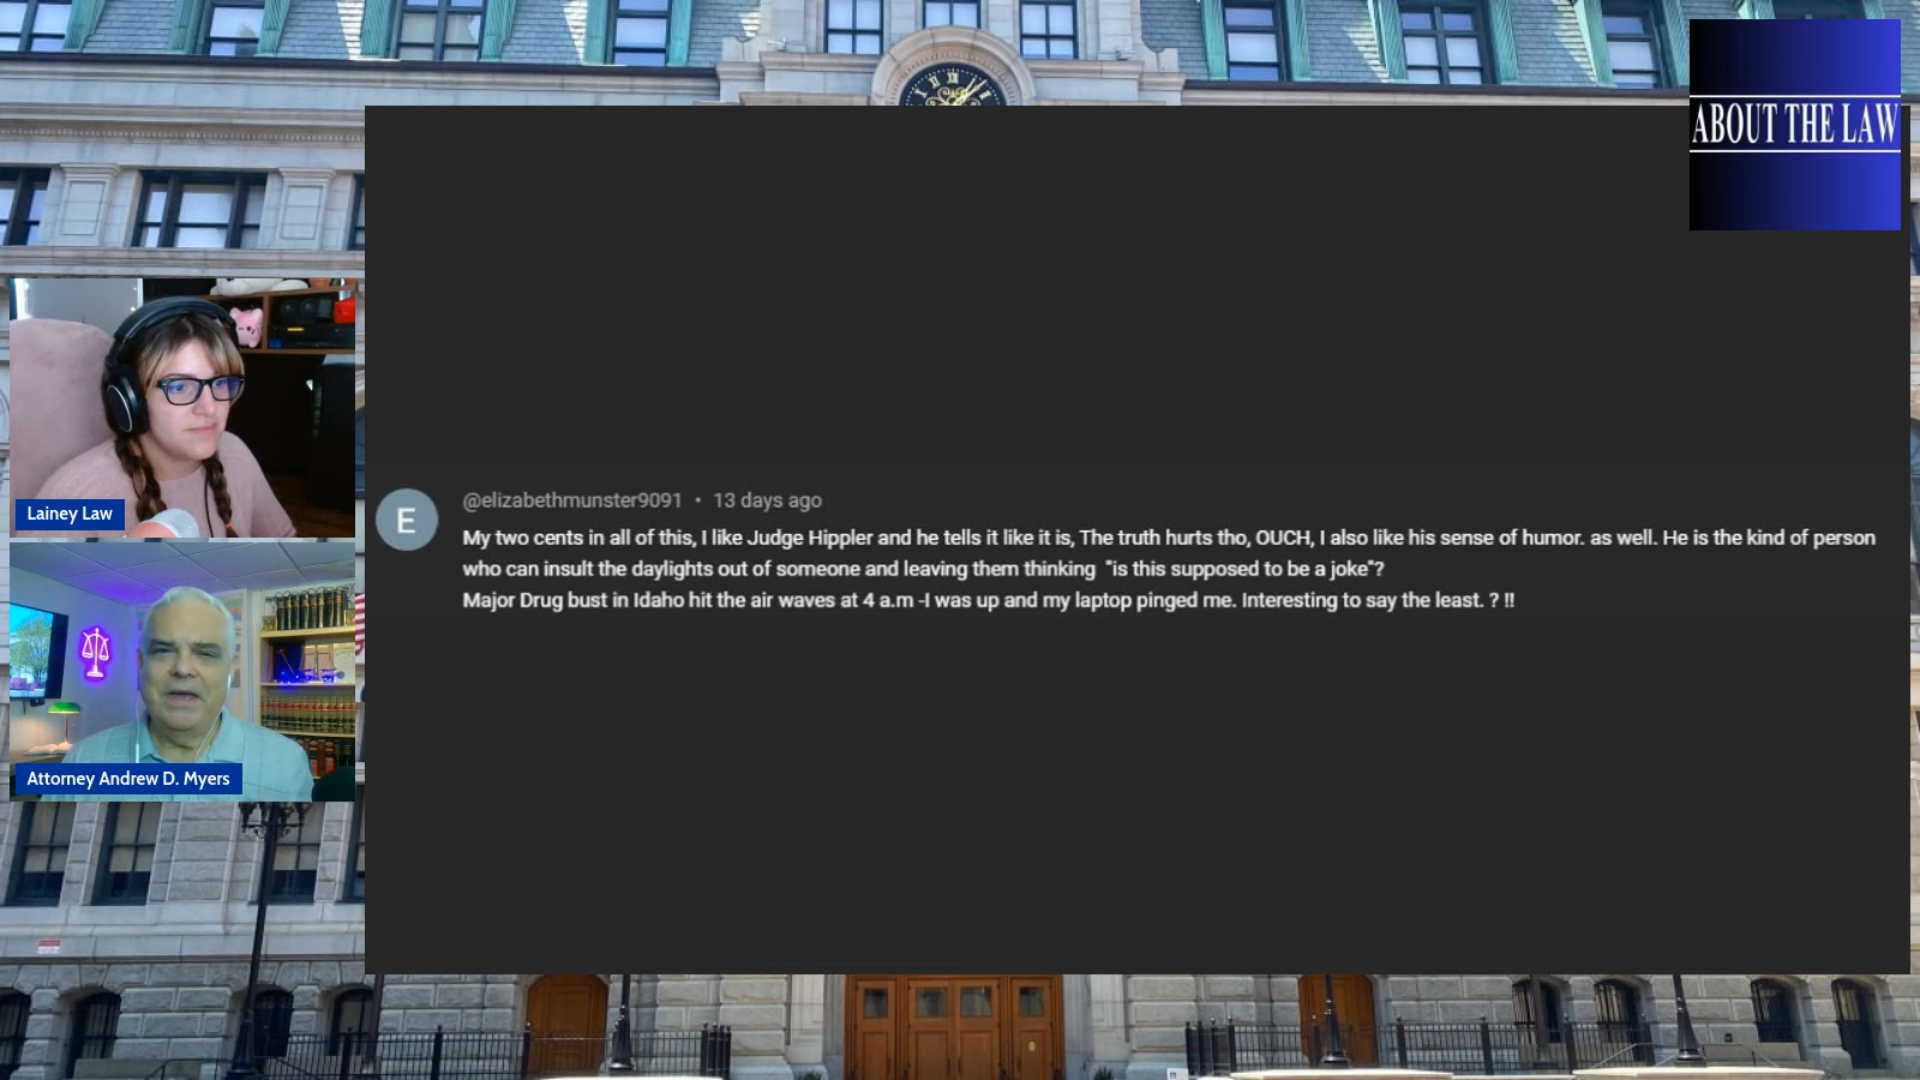 ABOUT THE LAW
Lainey Law
Attorney Andrew D. Myers
E
@elizabethmunster9091 • 13 days ago
My two cents in all of this, I like Judge Hippler and he tells it like it is, The truth hurts tho, OUCH, I also like his sense of humor. as well. He is the kind of person
who can insult the daylights out of someone and leaving them thinking  "is this supposed to be a joke"?
Major Drug bust in Idaho hit the air waves at 4 a.m -I was up and my laptop pinged me. Interesting to say the least. ? !!